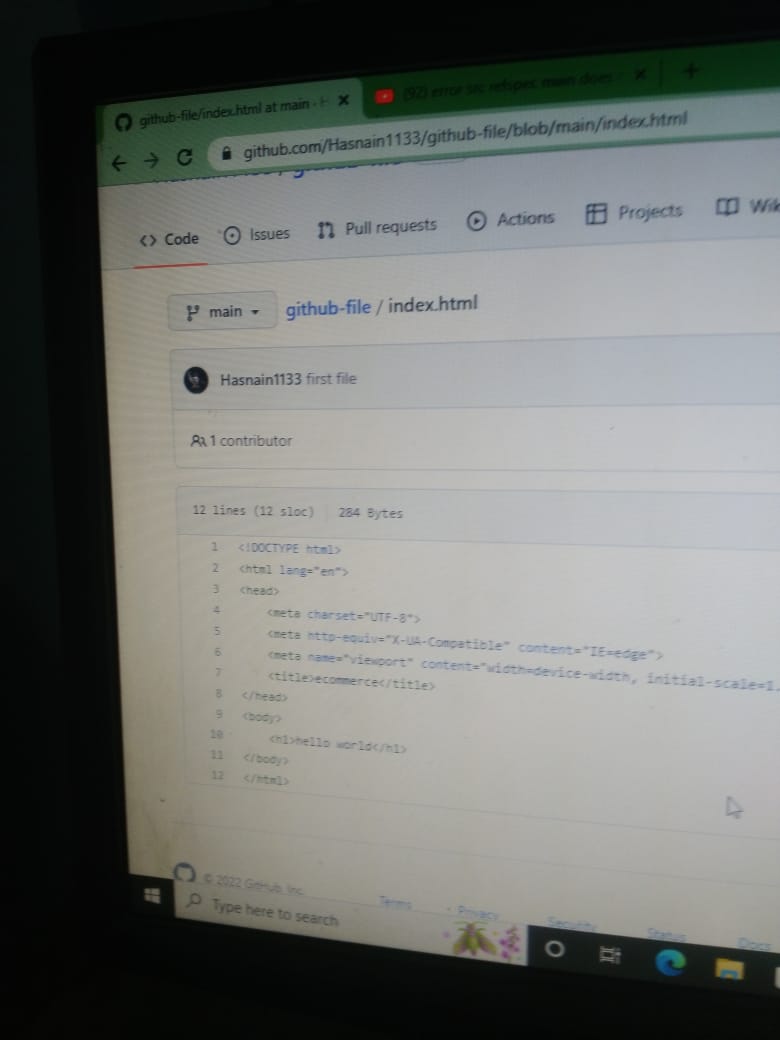 github-file/index.html at main · H
(92) error src refspec main does
github.com/Hasnain1133/github-file/blob/main/index.html
Code Issues Pull requests Actions Projects Wik
main github-file / index.html
Hasnain1133 first file
1 contributor
12 lines (12 sloc) 284 Bytes
1 <!DOCTYPE html>
2 <html lang="en">
3 <head>
4 <meta charset="UTF-8">
5 <meta http-equiv="X-UA-Compatible" content="IE=edge">
6 <meta name="viewport" content="width=device-width, initial-scale=1.
7 <title>ecommerce</title>
8 </head>
9 <body>
10 <h1>hello world</h1>
11 </body>
12 </html>
© 2022 GitHub, Inc. Terms Privacy Security Status Docs
Type here to search